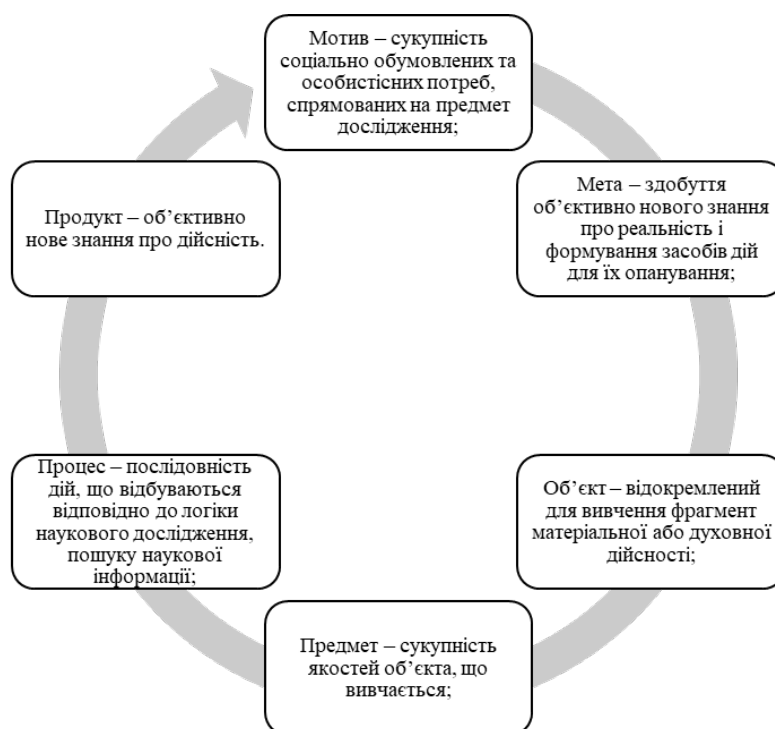 Мотив – сукупність
соціально обумовлених та
особистісних потреб,
спрямованих на предмет
дослідження;
Мета – здобуття
об’єктивно нового знання
про реальність і
формування засобів дій
для їх опанування;
Об’єкт – відокремлений
для вивчення фрагмент
матеріальної або духовної
дійсності;
Предмет – сукупність
якостей об’єкта, що
вивчається;
Процес – послідовність
дій, що відбуваються
відповідно до логіки
наукового дослідження,
пошуку наукової
інформації;
Продукт – об’єктивно
нове знання про дійсність.